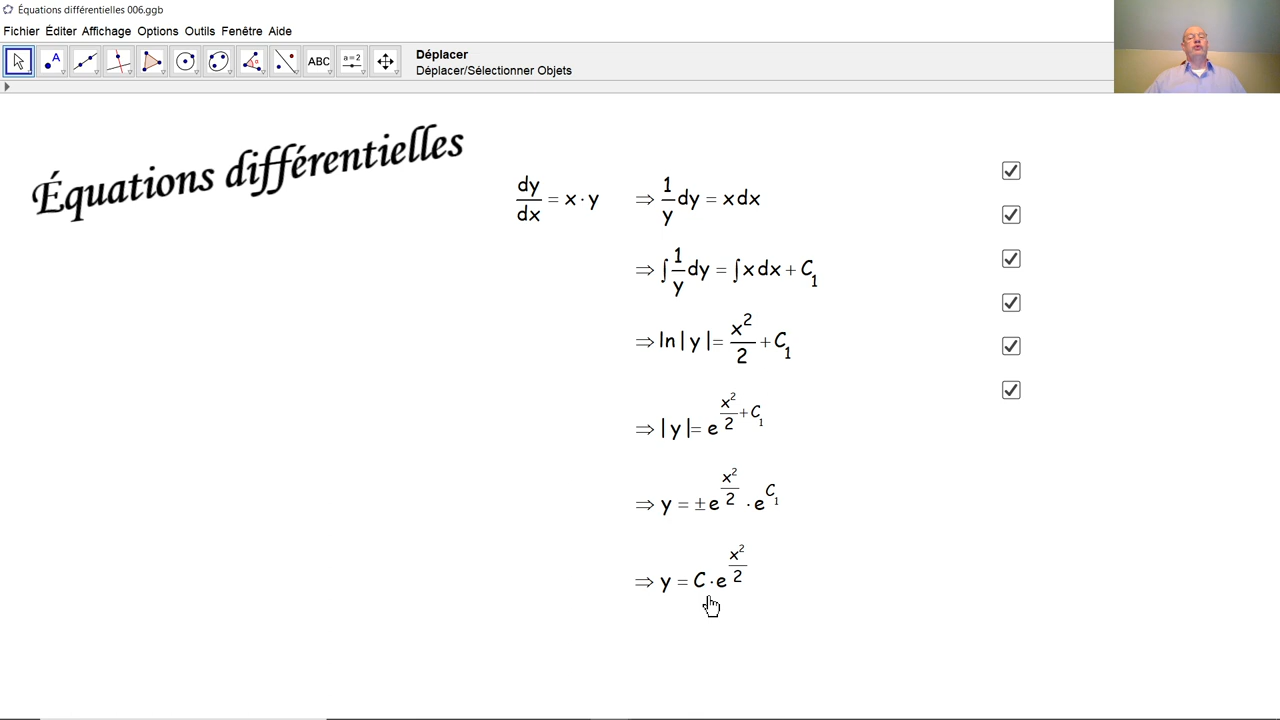 Équations différentielles 006.ggb
Fichier Éditer Affichage Options Outils Fenêtre Aide
ABC
a=2
Déplacer
Déplacer/Sélectionner Objets
Équations différentielles
dy/dx = x · y ⇒ 1/y dy = x dx
⇒ ∫ 1/y dy = ∫ x dx + C₁
⇒ ln | y | = x²/2 + C₁
⇒ | y | = e^(x²/2 + C₁)
⇒ y = ± e^(x²/2) · e^(C₁)
⇒ y = C · e^(x²/2)